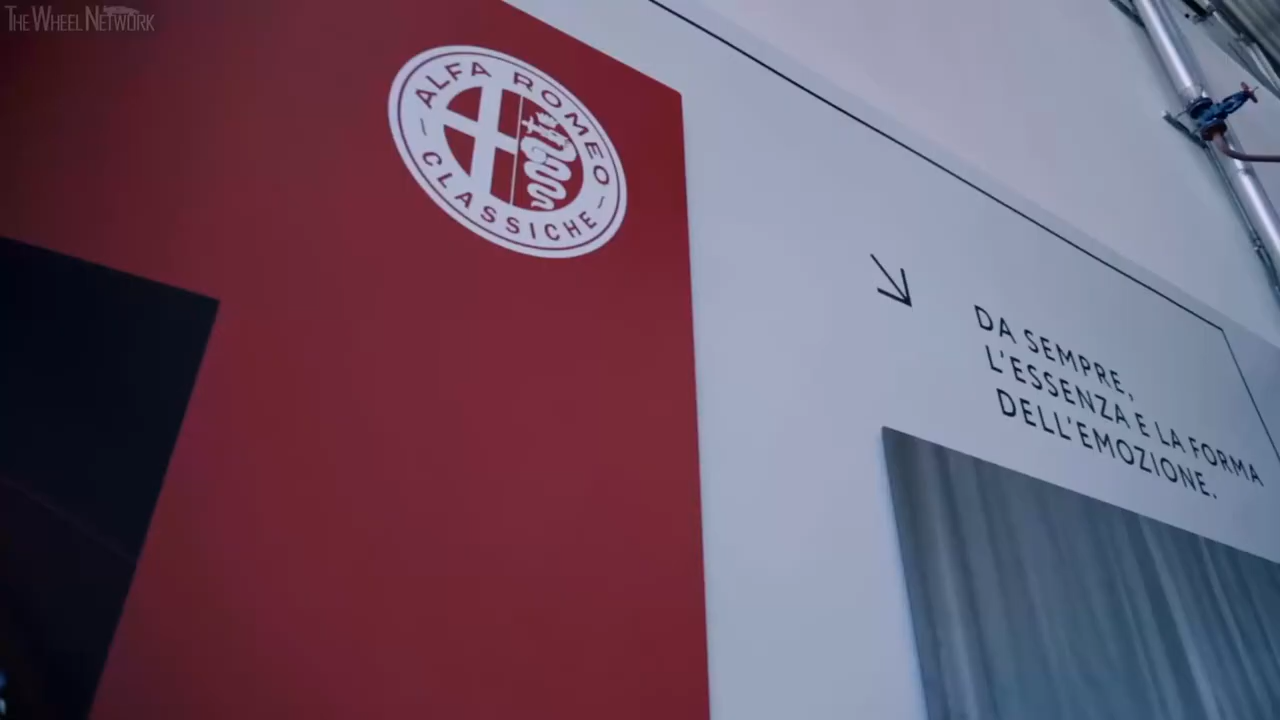 THE WHEEL NETWORK
ALFA ROMEO
CLASSICHE
DA SEMPRE,
L'ESSENZA E LA FORMA
DELL'EMOZIONE.